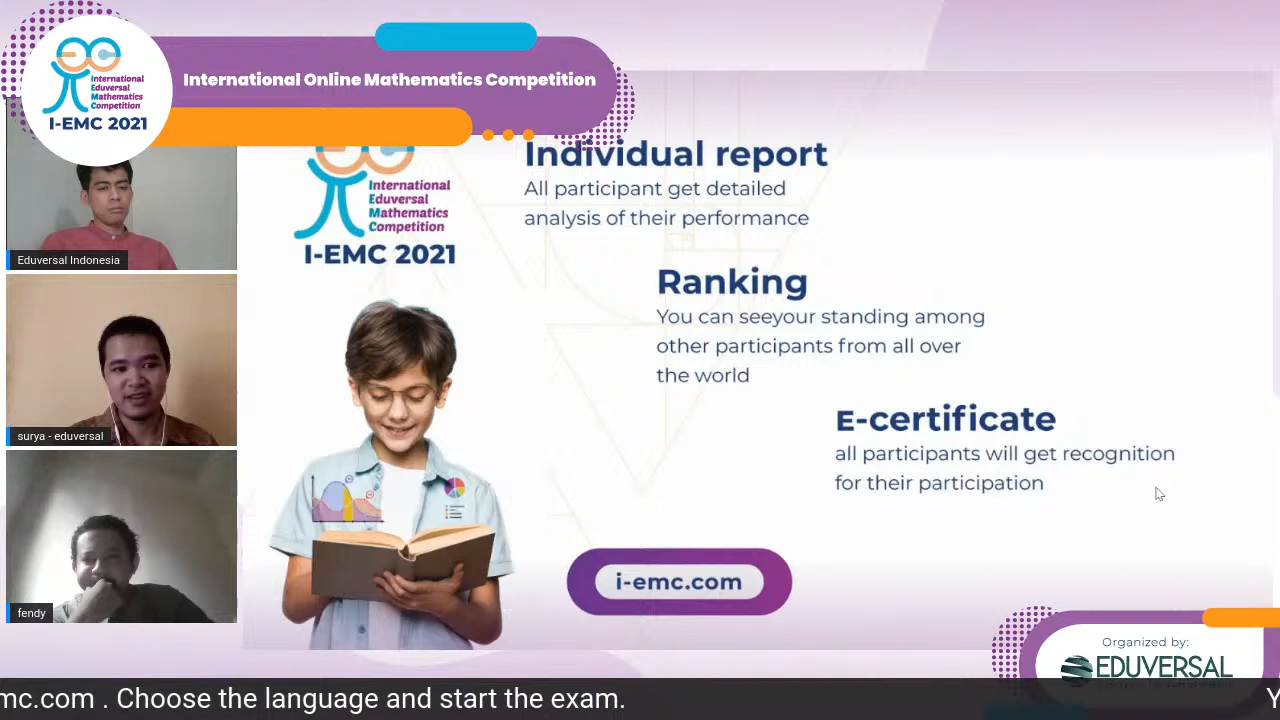 International
Eduversal
Mathematics
Competition
I-EMC 2021
International Online Mathematics Competition
Eduversal Indonesia
surya - eduversal
fendy
International
Eduversal
Mathematics
Competition
I-EMC 2021
Individual report
All participant get detailed
analysis of their performance
Ranking
You can seeyour standing among
other participants from all over
the world
E-certificate
all participants will get recognition
for their participation
i-emc.com
Organized by:
EDUVERSAL
mc.com . Choose the language and start the exam.
Y